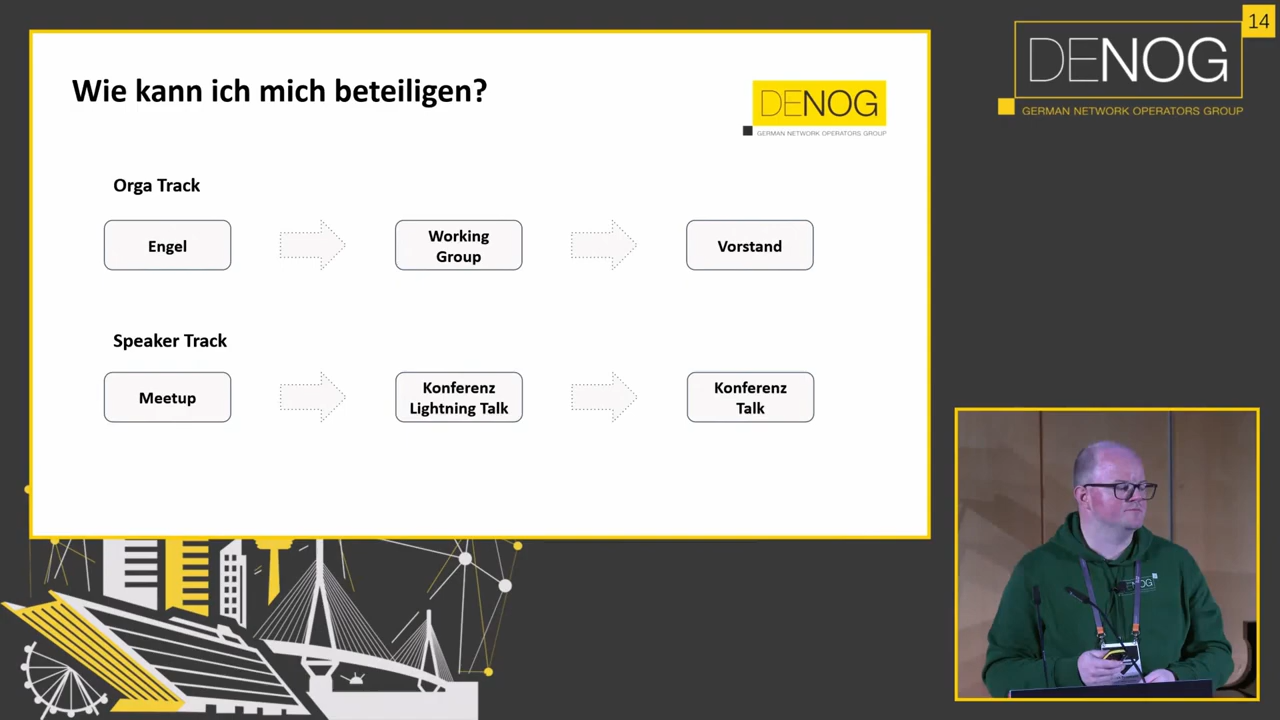 Wie kann ich mich beteiligen?
DENOG
GERMAN NETWORK OPERATORS GROUP
Orga Track
Engel
Working
Group
Vorstand
Speaker Track
Meetup
Konferenz
Lightning Talk
Konferenz
Talk
14
DENOG
GERMAN NETWORK OPERATORS GROUP
DENOG